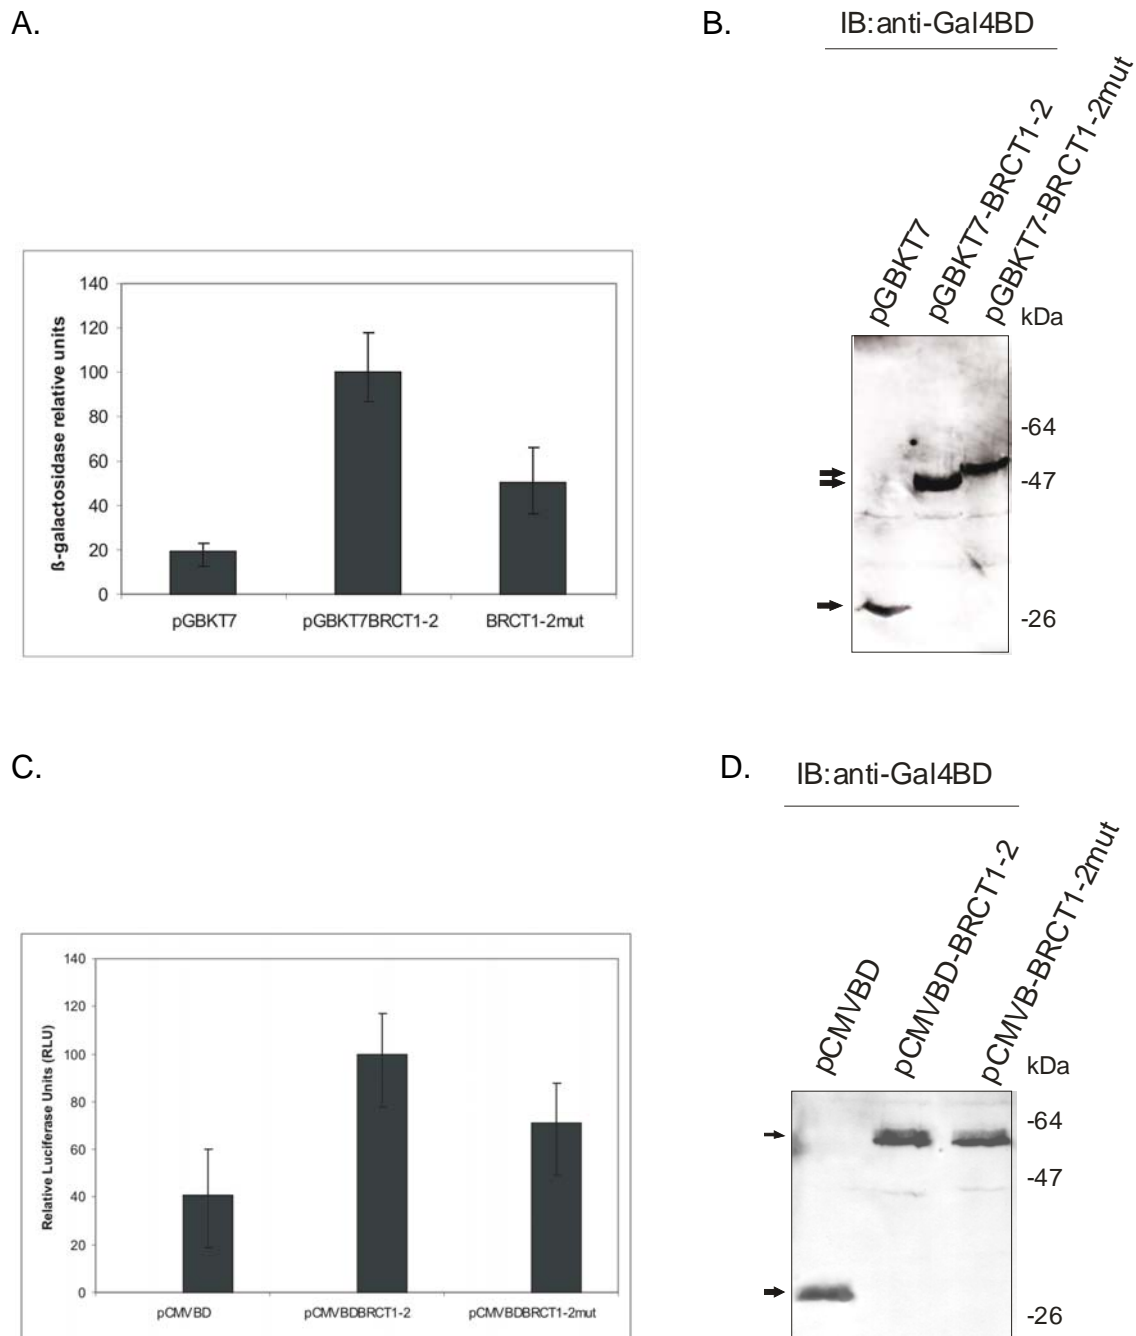 A.
140
120
100
80
60
40
20
0
ß-galactosidase relative units
pGBKT7
pGBKT7BRCT1-2
BRCT1-2mut
B.
IB:anti-Gal4BD
pGBKT7
pGBKT7-BRCT1-2
pGBKT7-BRCT1-2mut
kDa
-64
-47
-26
C.
140
120
100
80
60
40
20
0
Relative Luciferase Units (RLU)
pCMVBD
pCMVBDBRCT1-2
pCMVBDBRCT1-2mut
D.
IB:anti-Gal4BD
pCMVBD
pCMVBD-BRCT1-2
pCMVB-BRCT1-2mut
kDa
-64
-47
-26